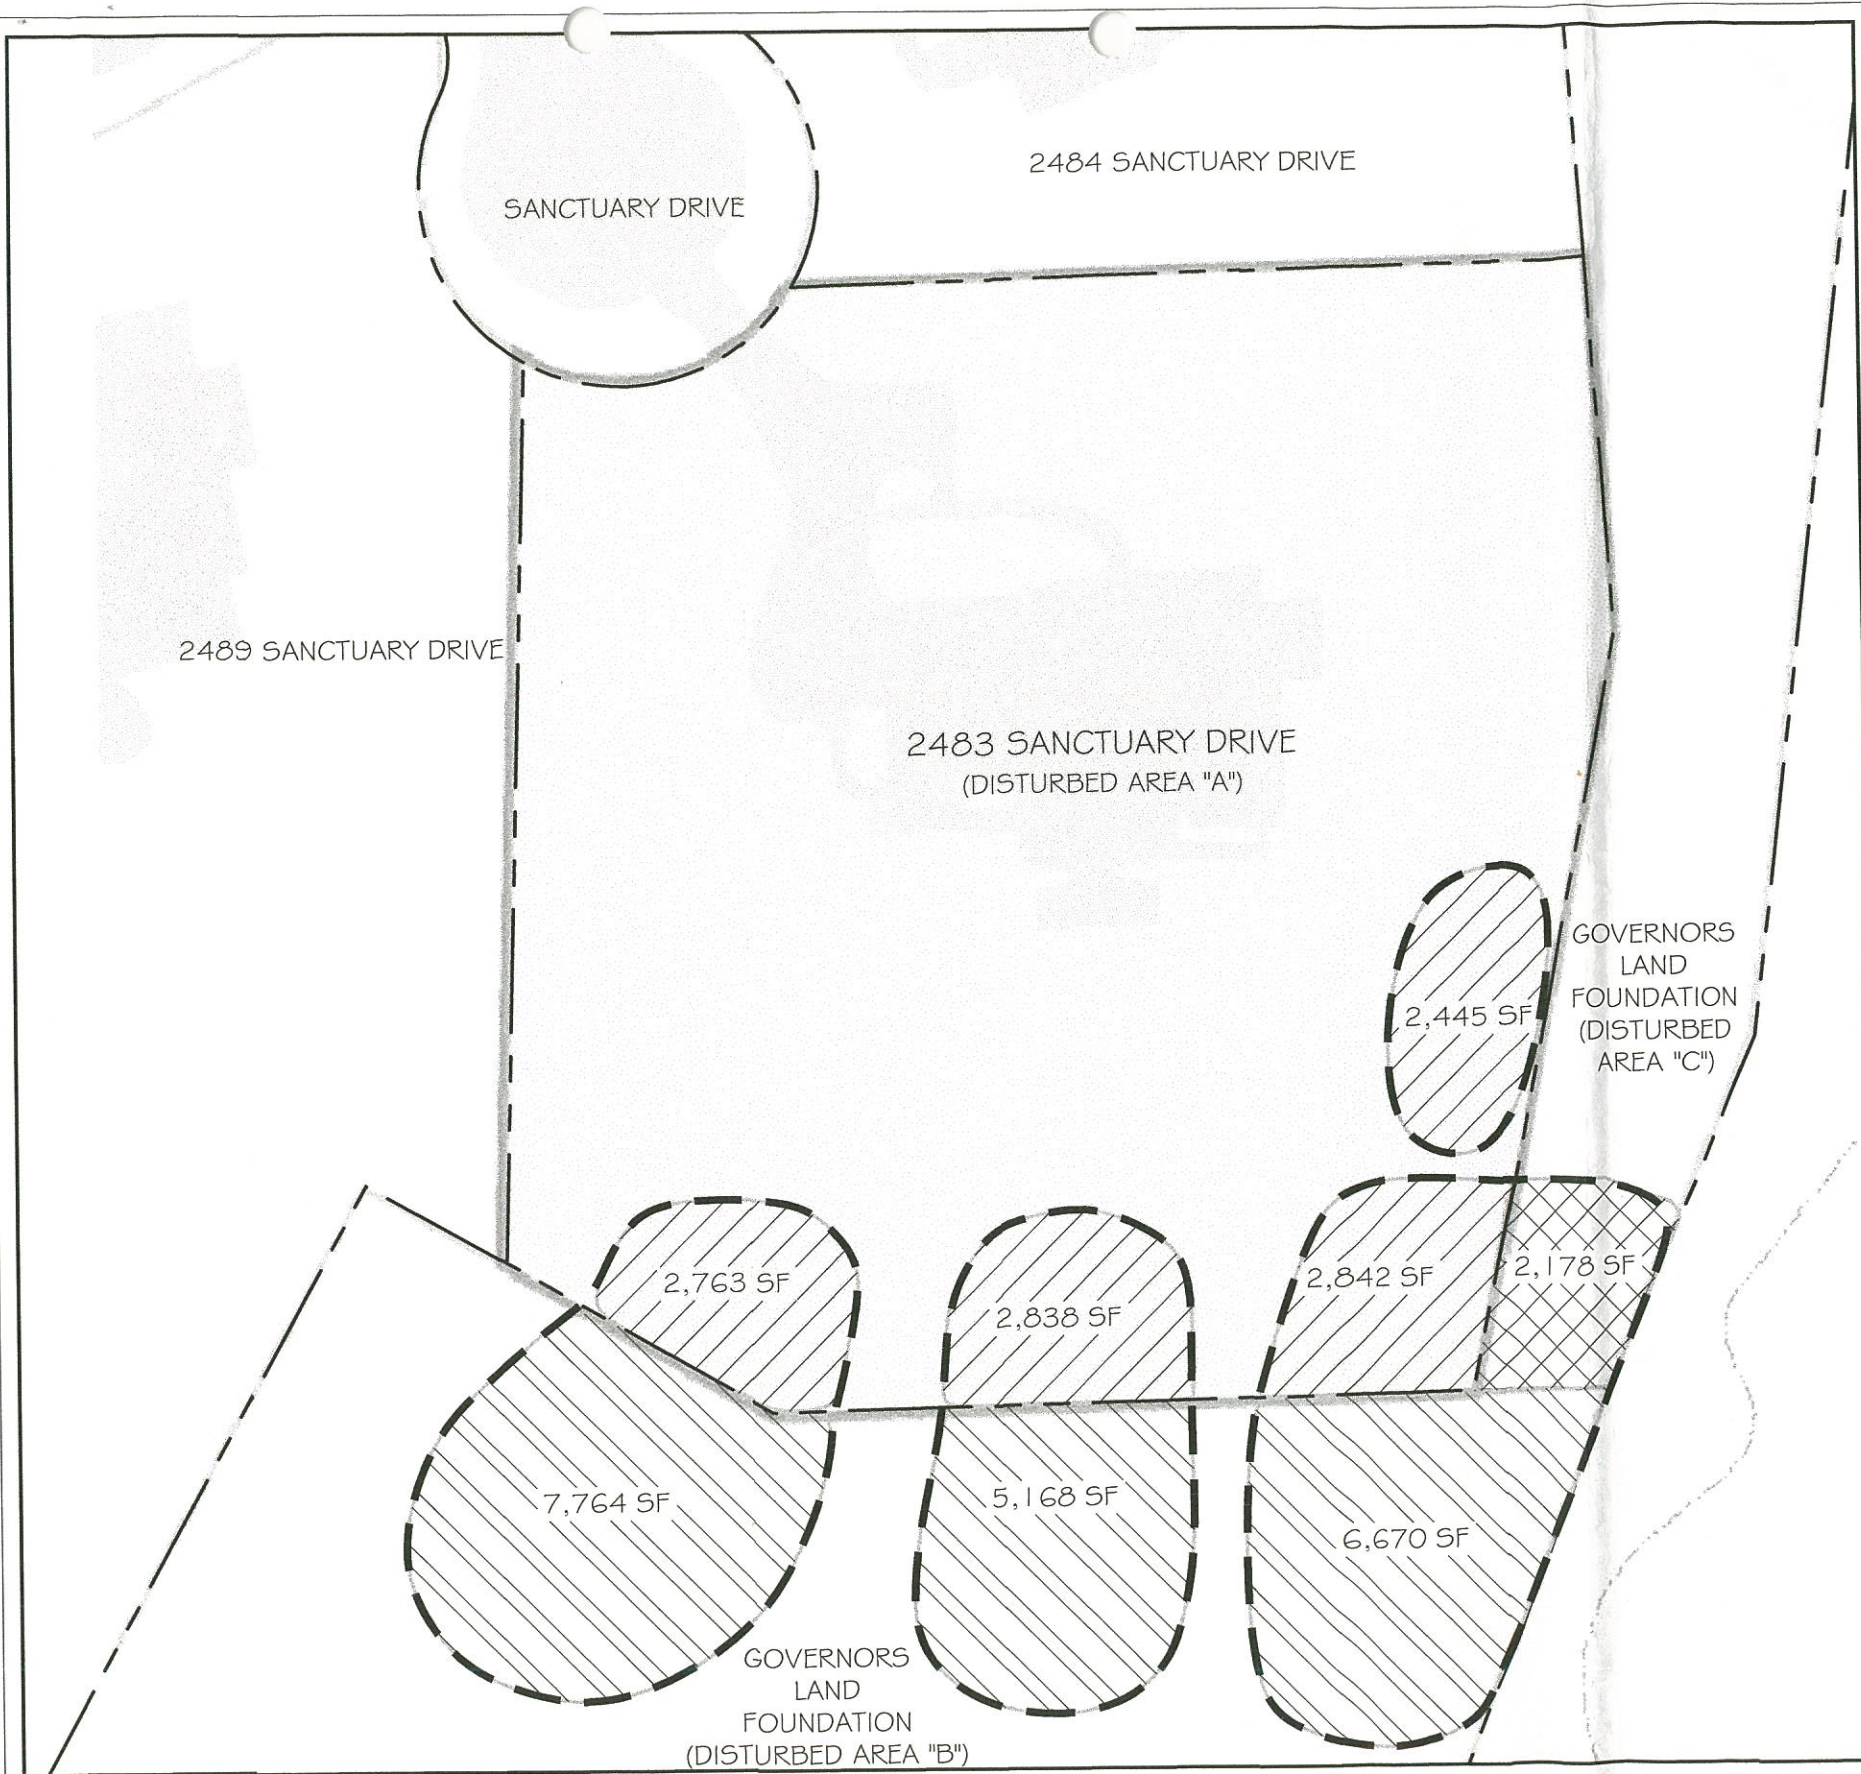 2484 SANCTUARY DRIVE
SANCTUARY DRIVE
2489 SANCTUARY DRIVE
2483 SANCTUARY DRIVE
(DISTURBED AREA "A")
GOVERNORS
LAND
FOUNDATION
(DISTURBED
AREA "C")
2,445 SF
2,763 SF
2,838 SF
2,842 SF
2,178 SF
7,764 SF
5,168 SF
6,670 SF
GOVERNORS
LAND
FOUNDATION
(DISTURBED AREA "B")